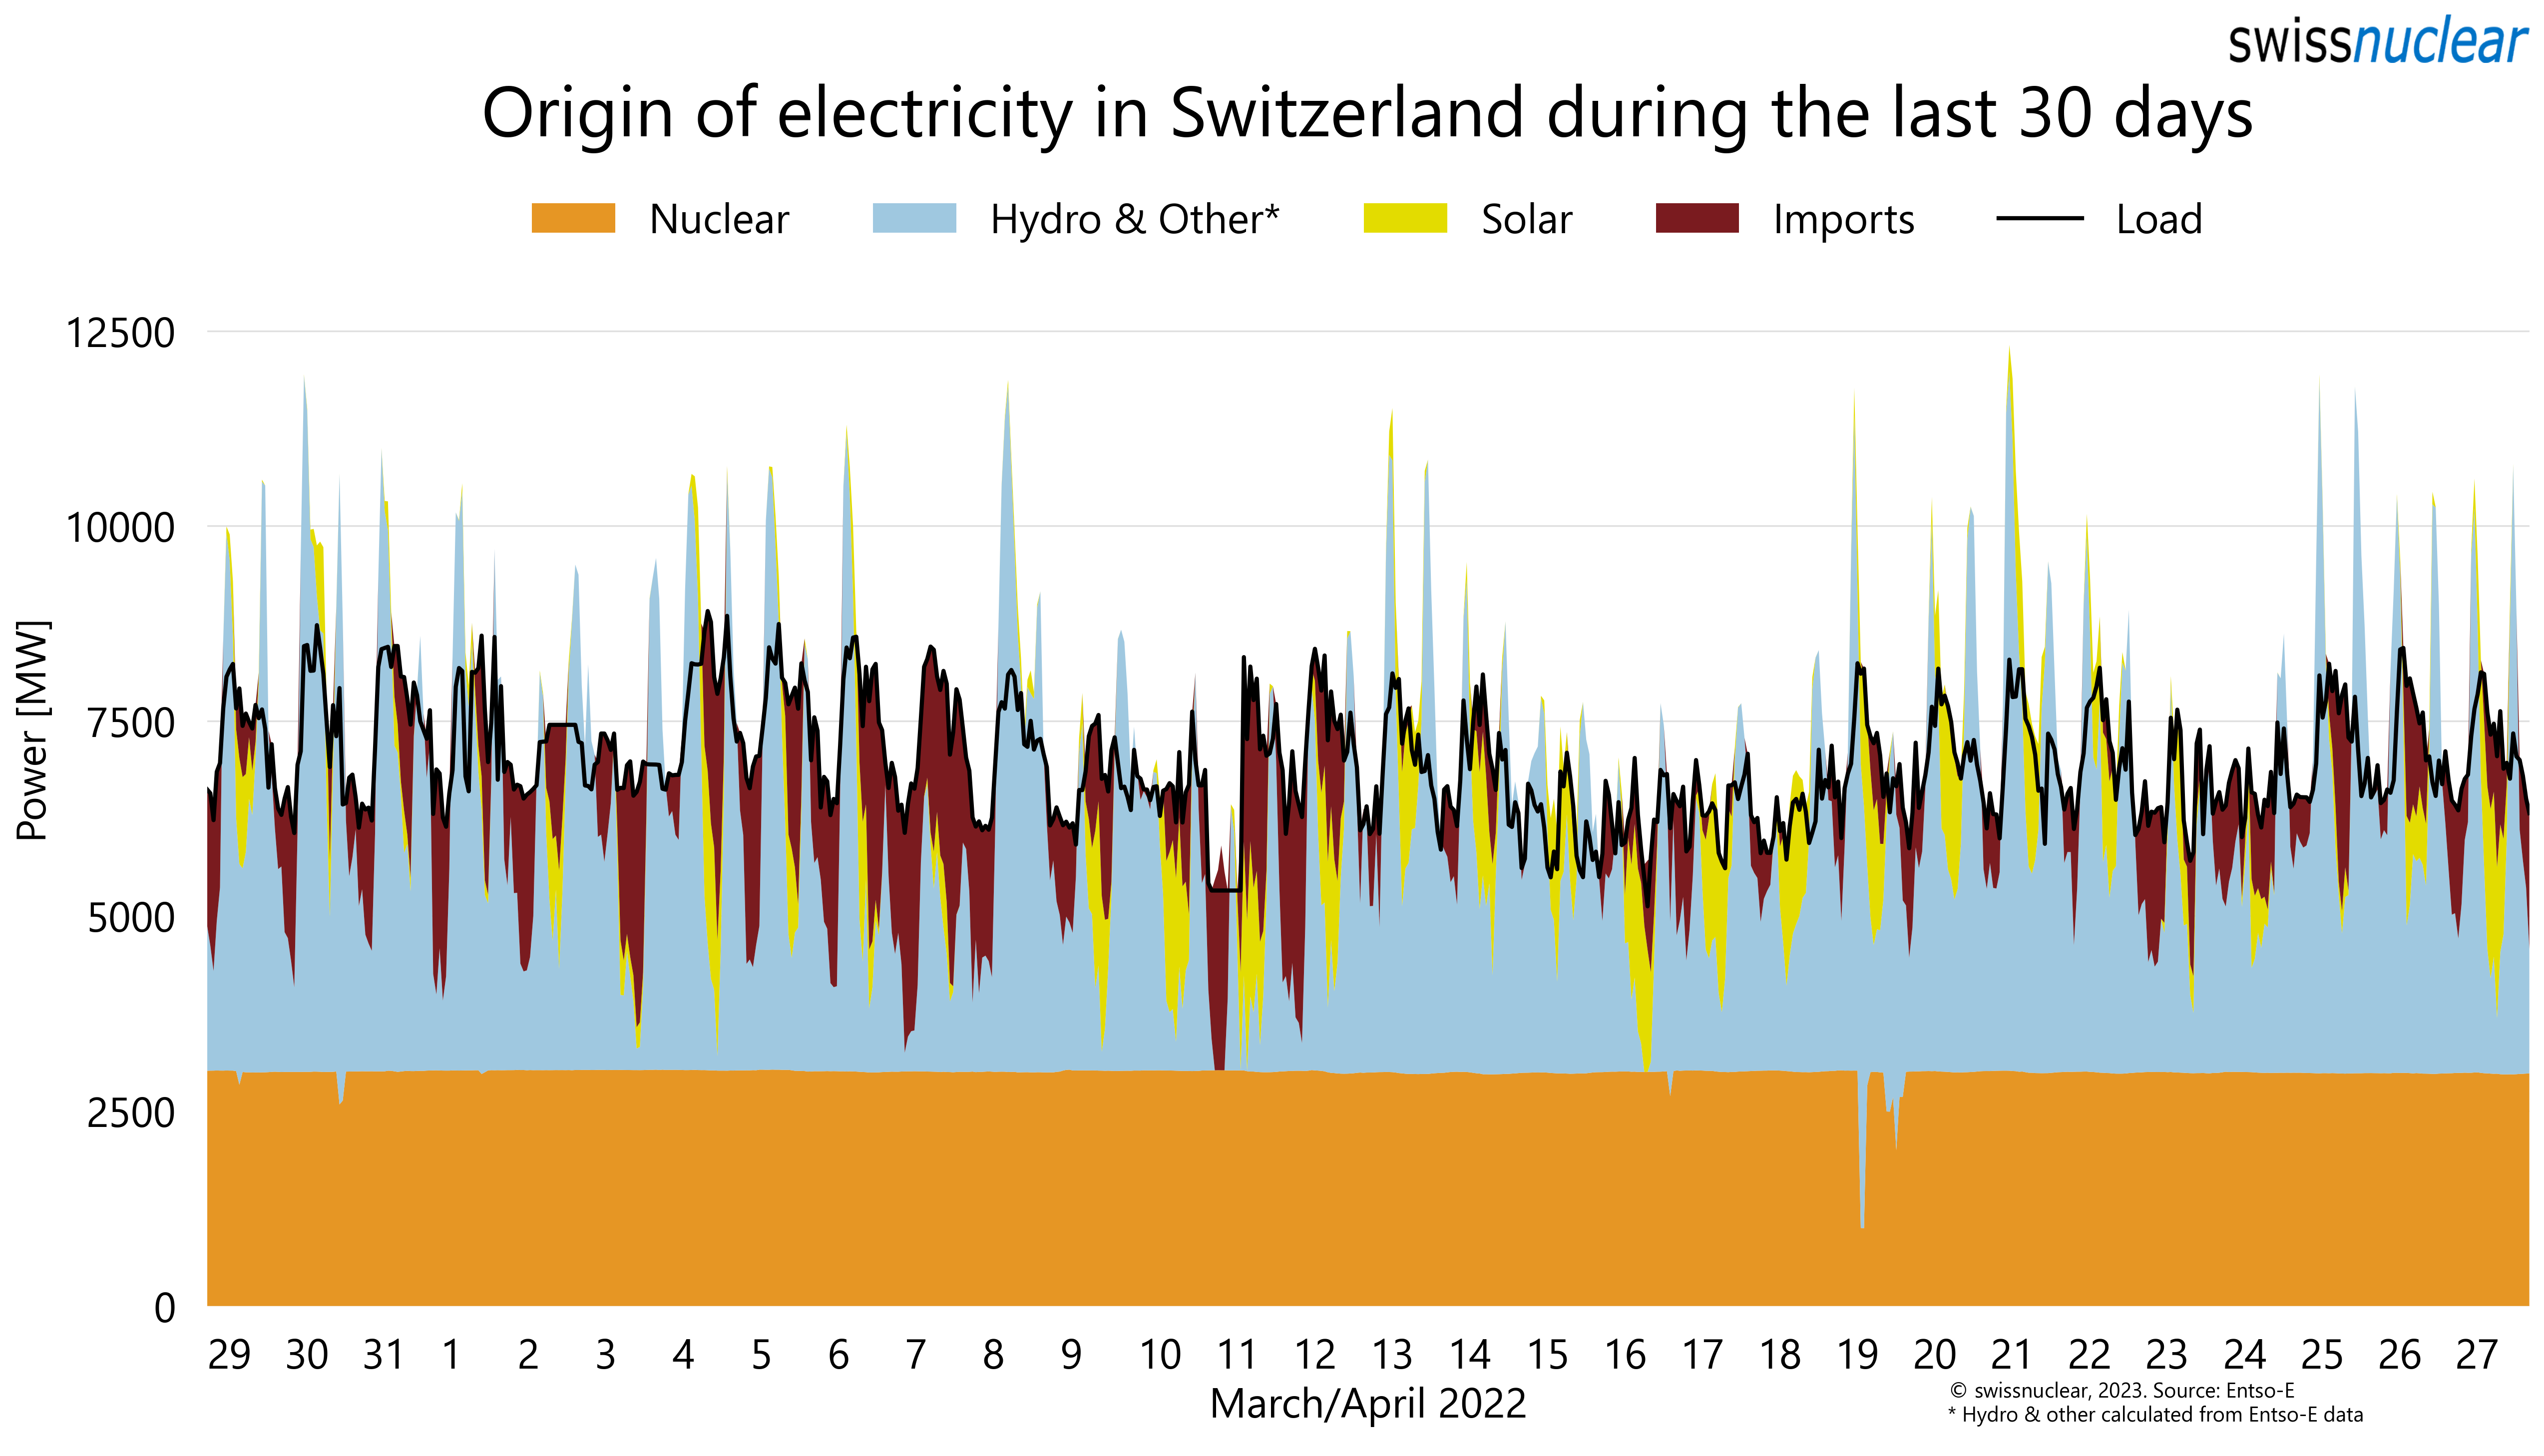 swissnuclear
Origin of electricity in Switzerland during the last 30 days
Nuclear Hydro & Other* Solar Imports Load
12500
10000
7500
5000
2500
0
Power [MW]
29 30 31 1 2 3 4 5 6 7 8 9 10 11 12 13 14 15 16 17 18 19 20 21 22 23 24 25 26 27
March/April 2022
© swissnuclear, 2023. Source: Entso-E
* Hydro & other calculated from Entso-E data